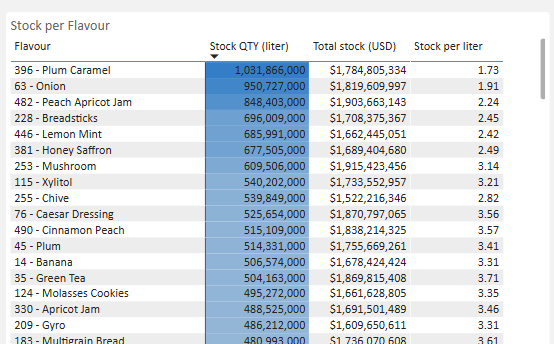 Stock per Flavour
Flavour Stock QTY (liter) Total stock (USD) Stock per liter
396 - Plum Caramel 1,031,866,000 $1,784,805,334 1.73
63 - Onion 950,727,000 $1,819,609,997 1.91
482 - Peach Apricot Jam 848,403,000 $1,903,663,143 2.24
228 - Breadsticks 696,009,000 $1,708,375,367 2.45
446 - Lemon Mint 685,991,000 $1,662,445,051 2.42
381 - Honey Saffron 677,505,000 $1,689,404,680 2.49
253 - Mushroom 609,506,000 $1,915,423,456 3.14
115 - Xylitol 540,202,000 $1,733,552,957 3.21
255 - Chive 539,849,000 $1,522,216,346 2.82
76 - Caesar Dressing 525,654,000 $1,870,797,065 3.56
490 - Cinnamon Peach 515,109,000 $1,838,214,325 3.57
45 - Plum 514,331,000 $1,755,669,261 3.41
14 - Banana 506,574,000 $1,678,424,424 3.31
35 - Green Tea 504,163,000 $1,869,815,408 3.71
124 - Molasses Cookies 495,272,000 $1,661,628,805 3.35
330 - Apricot Jam 488,525,000 $1,691,501,489 3.46
209 - Gyro 486,212,000 $1,609,650,611 3.31
183 - Multigrain Bread 480,993,000 $1,736,070,608 3.61